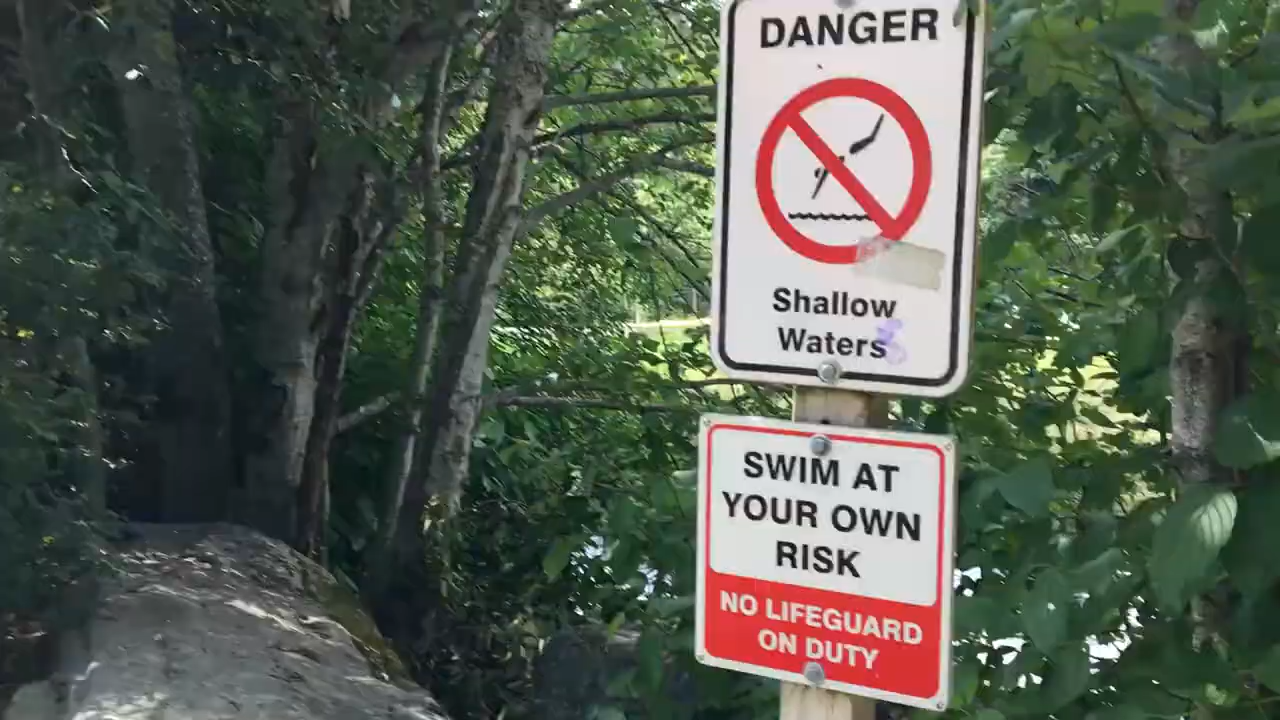 DANGER
Shallow
Waters
SWIM AT
YOUR OWN
RISK
NO LIFEGUARD
ON DUTY